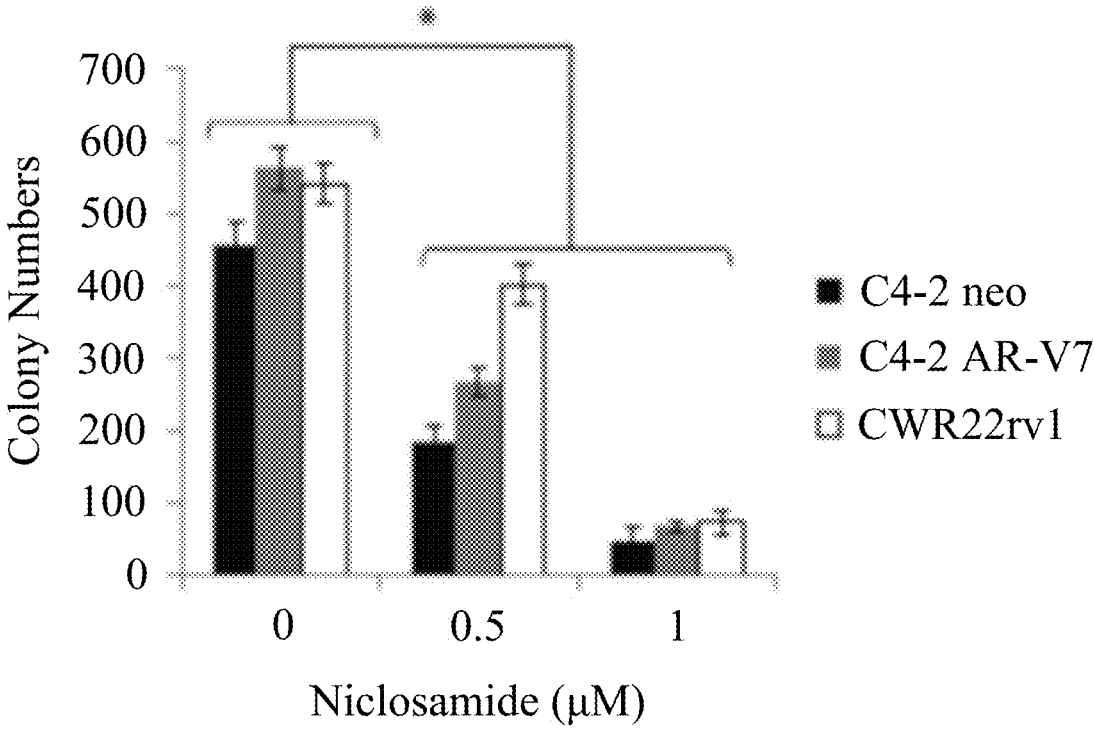 *
700
600
500
400
300
200
100
0
Colony Numbers
0 0.5 1
Niclosamide (μM)
C4-2 neo
C4-2 AR-V7
CWR22rv1